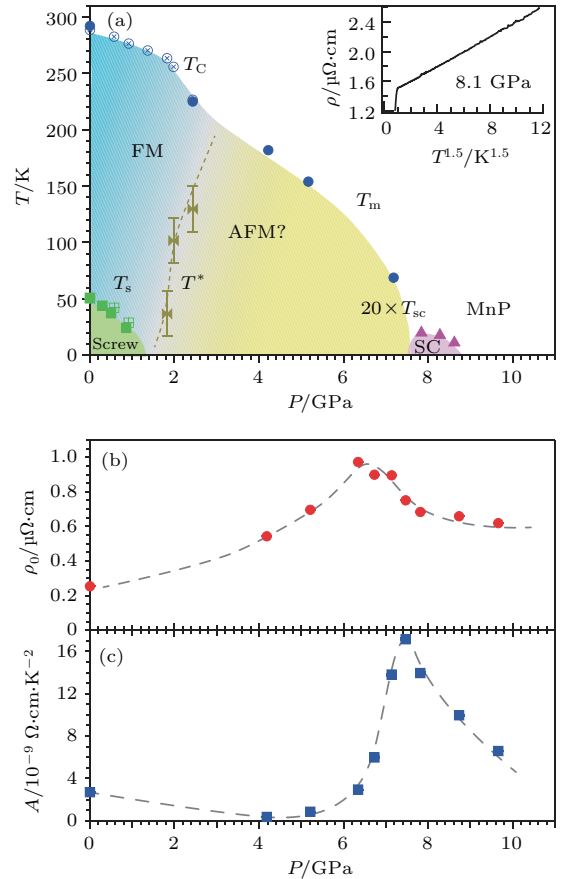 (a)
T/K
300
250
200
150
100
50
0
T_C
FM
AFM?
T_m
T_s
T*
Screw
20×T_sc
SC
MnP
0
2
4
6
8
10
P/GPa
ρ/μΩ·cm
2.4
2.0
1.6
1.2
8.1 GPa
0
4
8
12
T^1.5/K^1.5
(b)
ρ_0/μΩ·cm
1.0
0.8
0.6
0.4
0.2
0
(c)
A/10^-9 Ω·cm·K^-2
16
12
8
4
0
0
2
4
6
8
10
P/GPa